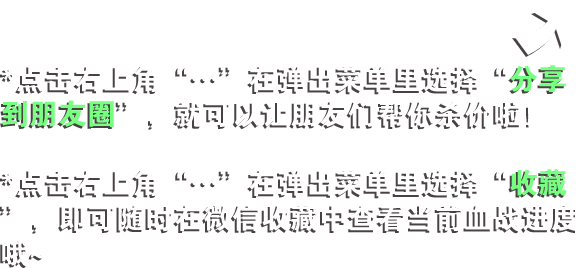 *点击右上角“…”在弹出菜单里选择“分享
到朋友圈”，就可以让朋友们帮你杀价啦！
*点击右上角“…”在弹出菜单里选择“收藏
”，即可随时在微信收藏中查看当前血战进度
哦~